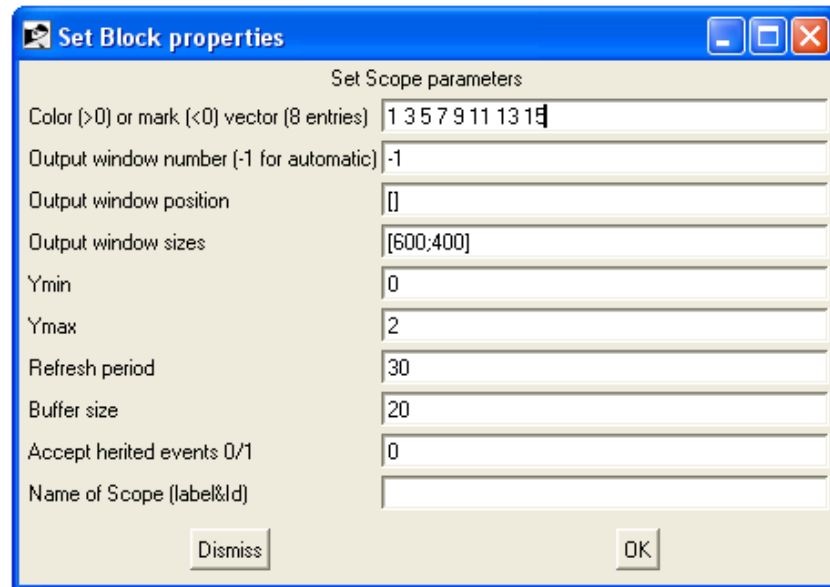 Set Block properties
Set Scope parameters
Color (>0) or mark (<0) vector (8 entries) 1 3 5 7 9 11 13 15
Output window number (-1 for automatic) -1
Output window position []
Output window sizes [600;400]
Ymin 0
Ymax 2
Refresh period 30
Buffer size 20
Accept herited events 0/1 0
Name of Scope (label&Id)
Dismiss OK